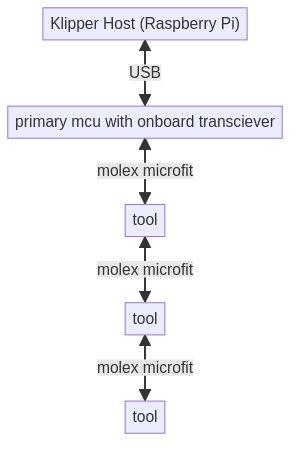 Klipper Host (Raspberry Pi)
USB
primary mcu with onboard transciever
molex microfit
tool
molex microfit
tool
molex microfit
tool